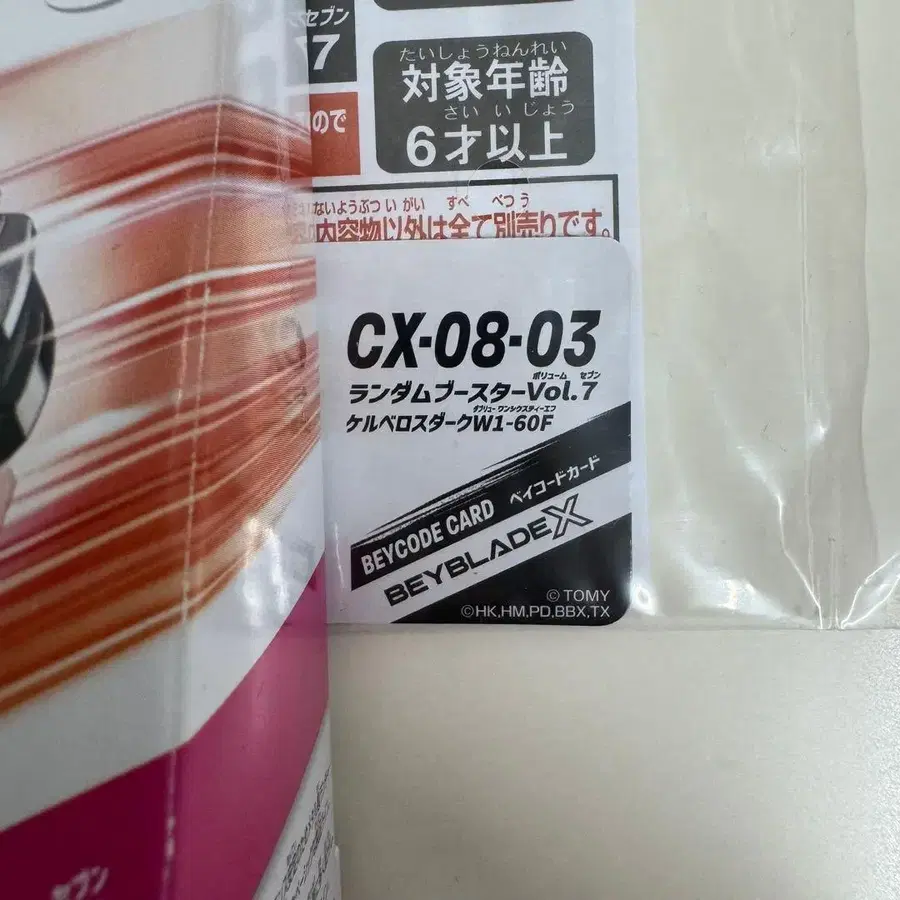 セブン
7
ので
たいしょうねんれい
対象年齢
さい い じょう
6才以上
ないようぶつ い がい すべ べつ う
内容物以外は全て別売りです。
CX-08-03
ボリューム セブン
ランダムブースターVol.7
ダブリュー ワンシックスティーエフ
ケルベロスダークW1-60F
BEYCODE CARD ベイコードカード
BEYBLADE X
© TOMY
©HK,HM,PD,BBX,TX
セブン